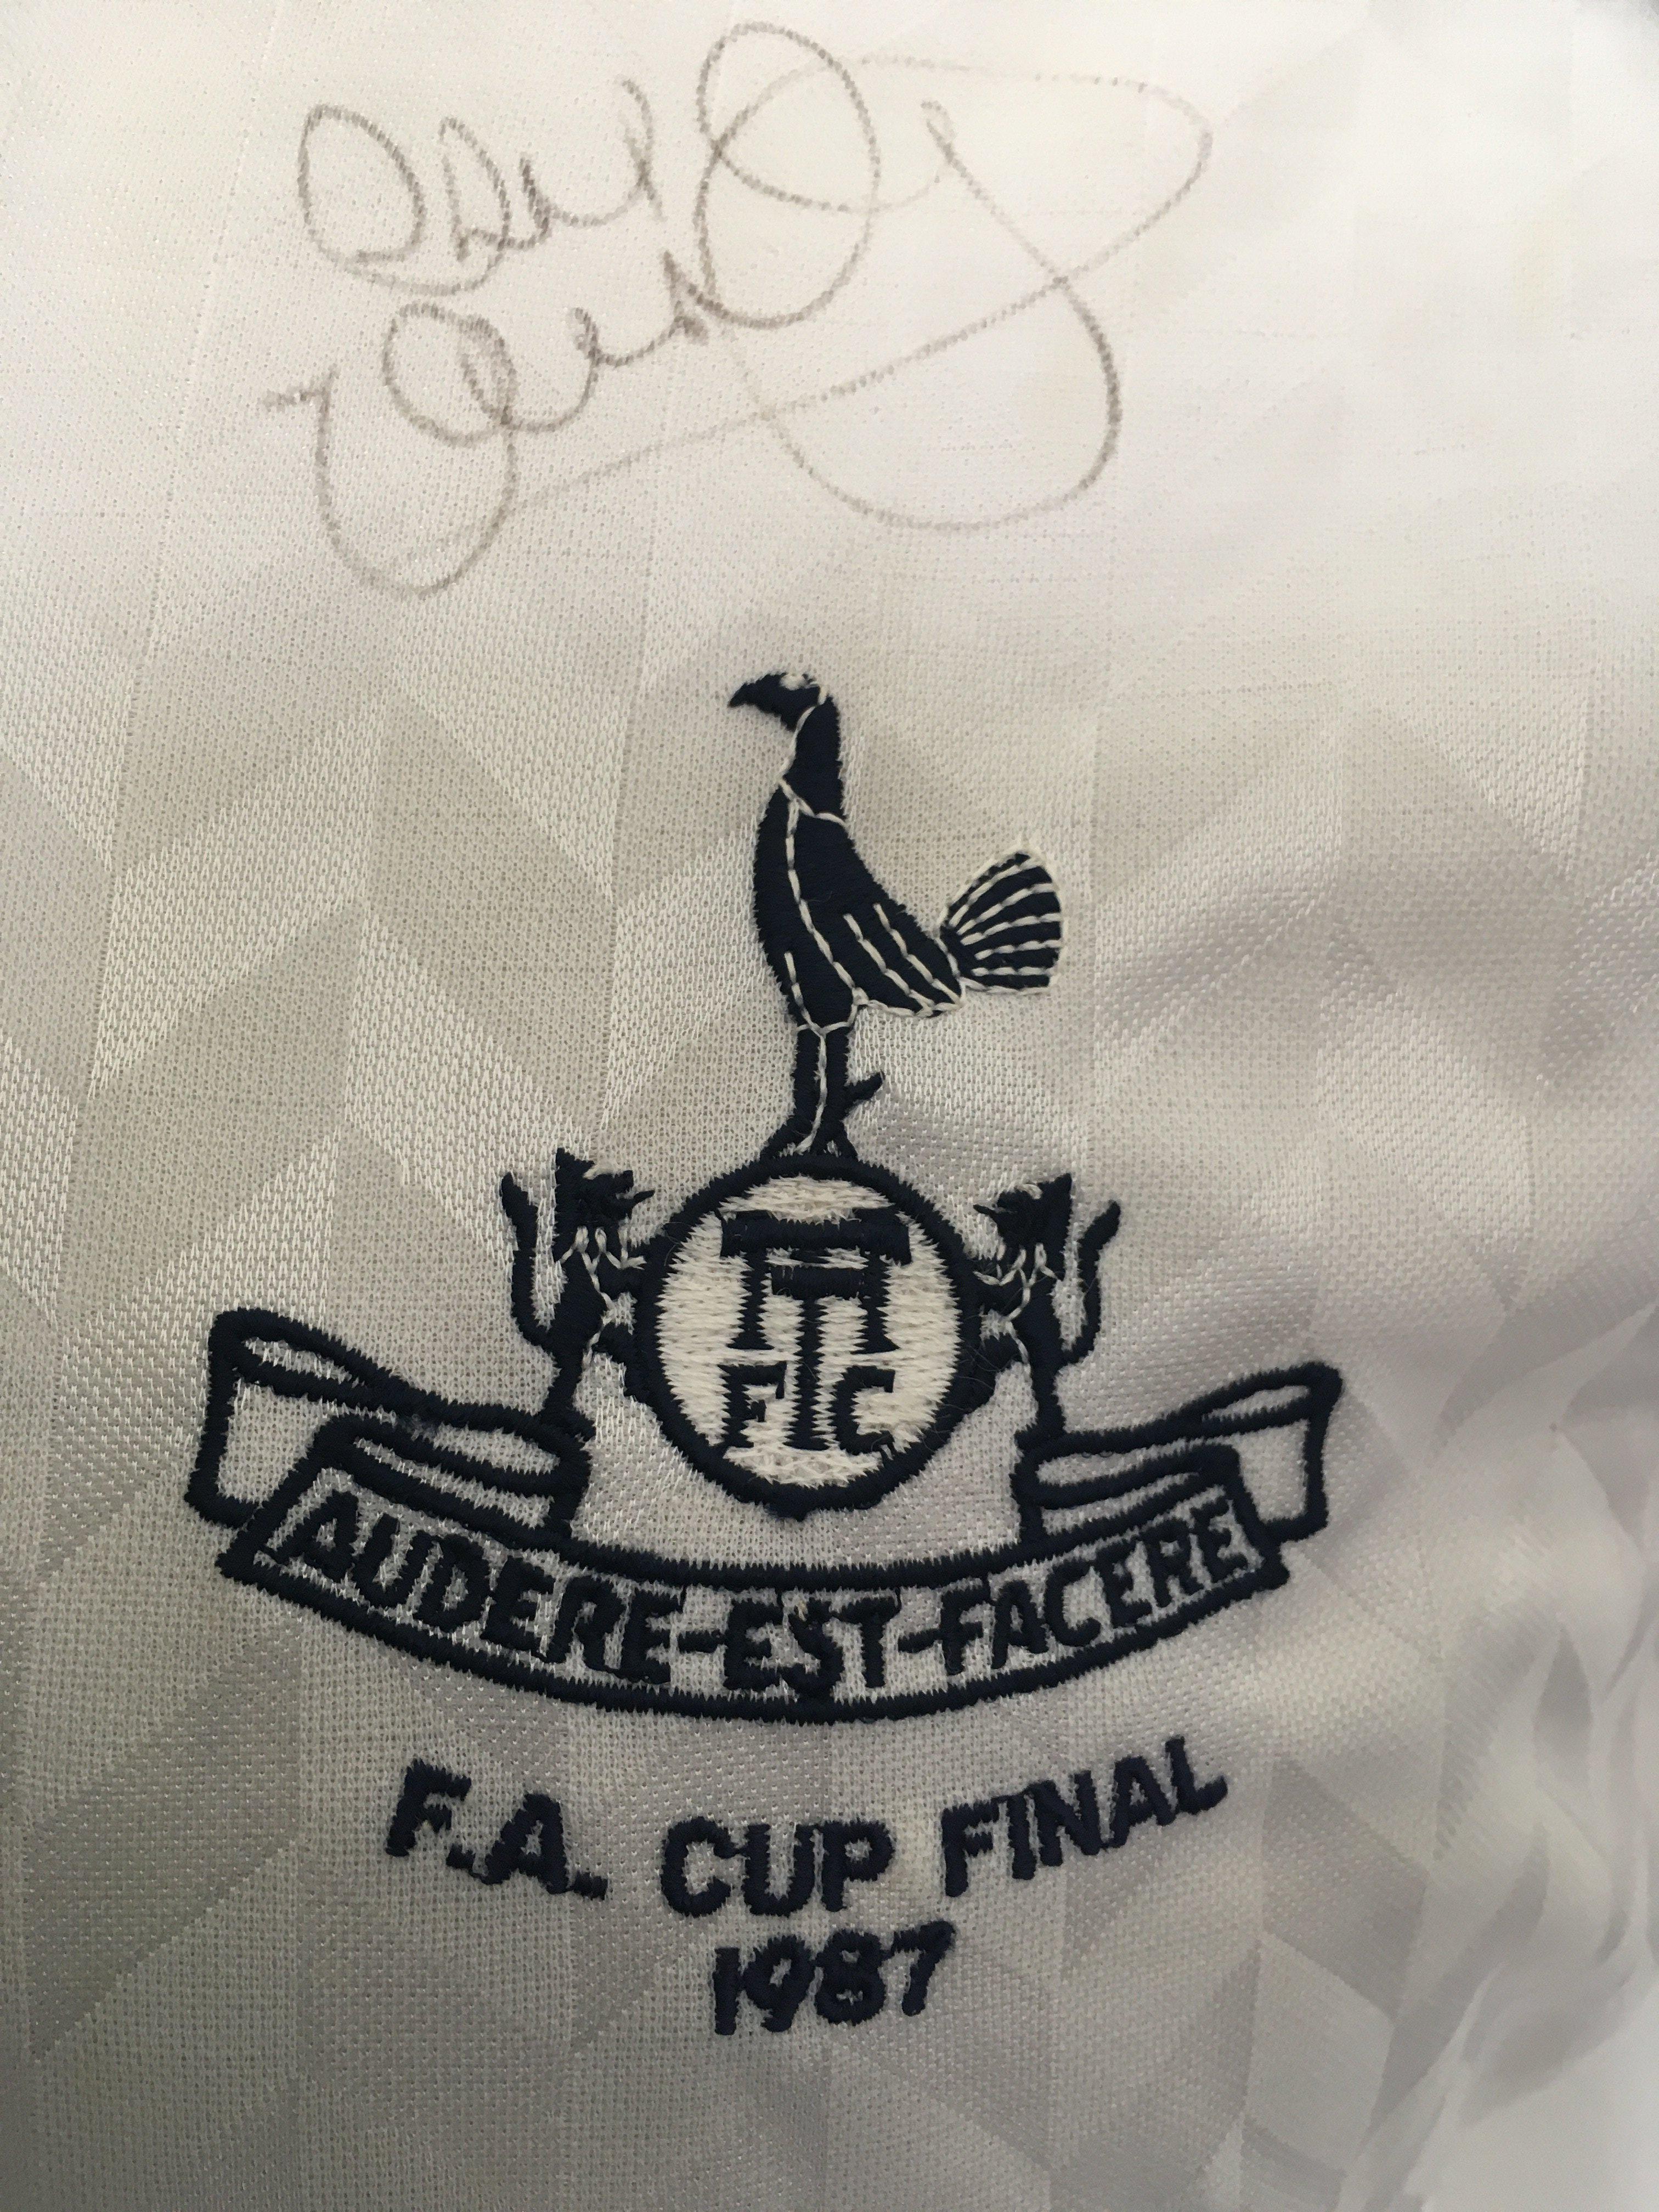 THFC
AUDERE-EST-FACERE
F.A. CUP FINAL
1987